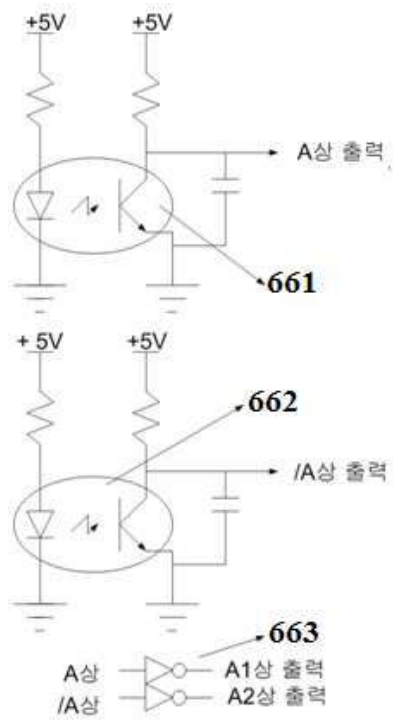 +5V +5V
A상 출력
661
+ 5V +5V
662
/A상 출력
663
A상 A1상 출력
/A상 A2상 출력